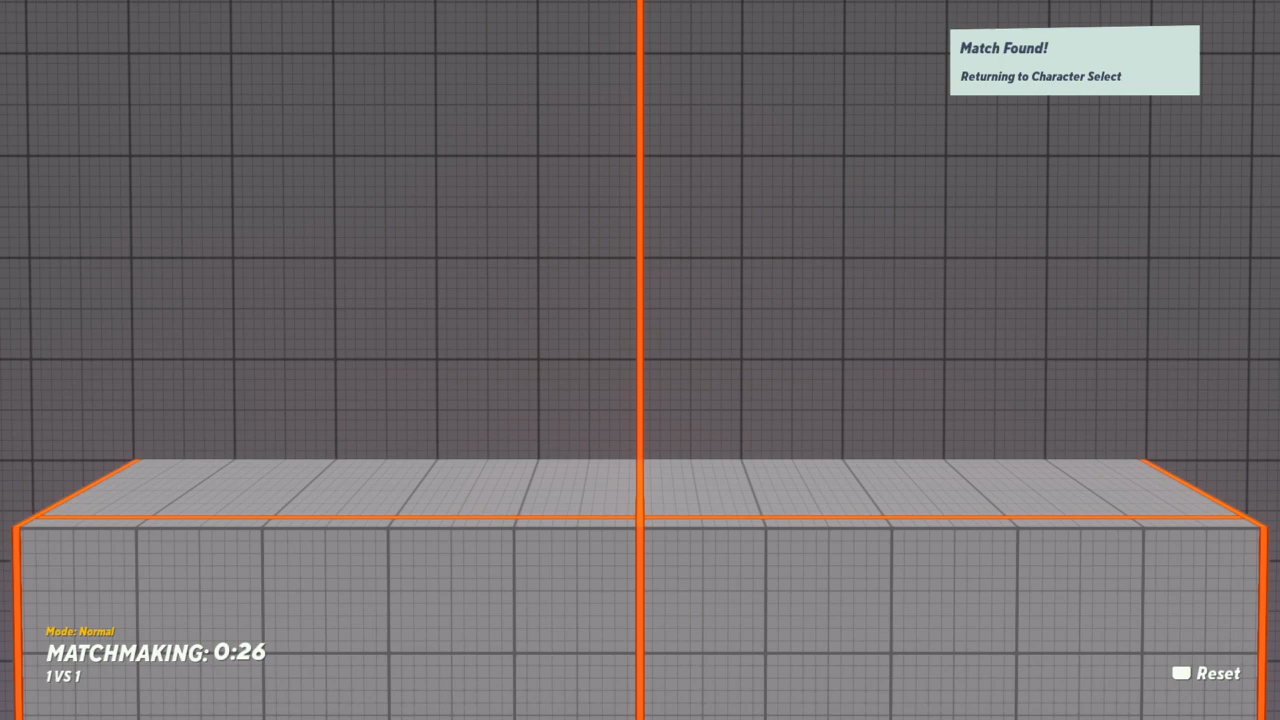 Match Found!
Returning to Character Select
Mode: Normal
MATCHMAKING: 0:26
1 VS 1
Reset